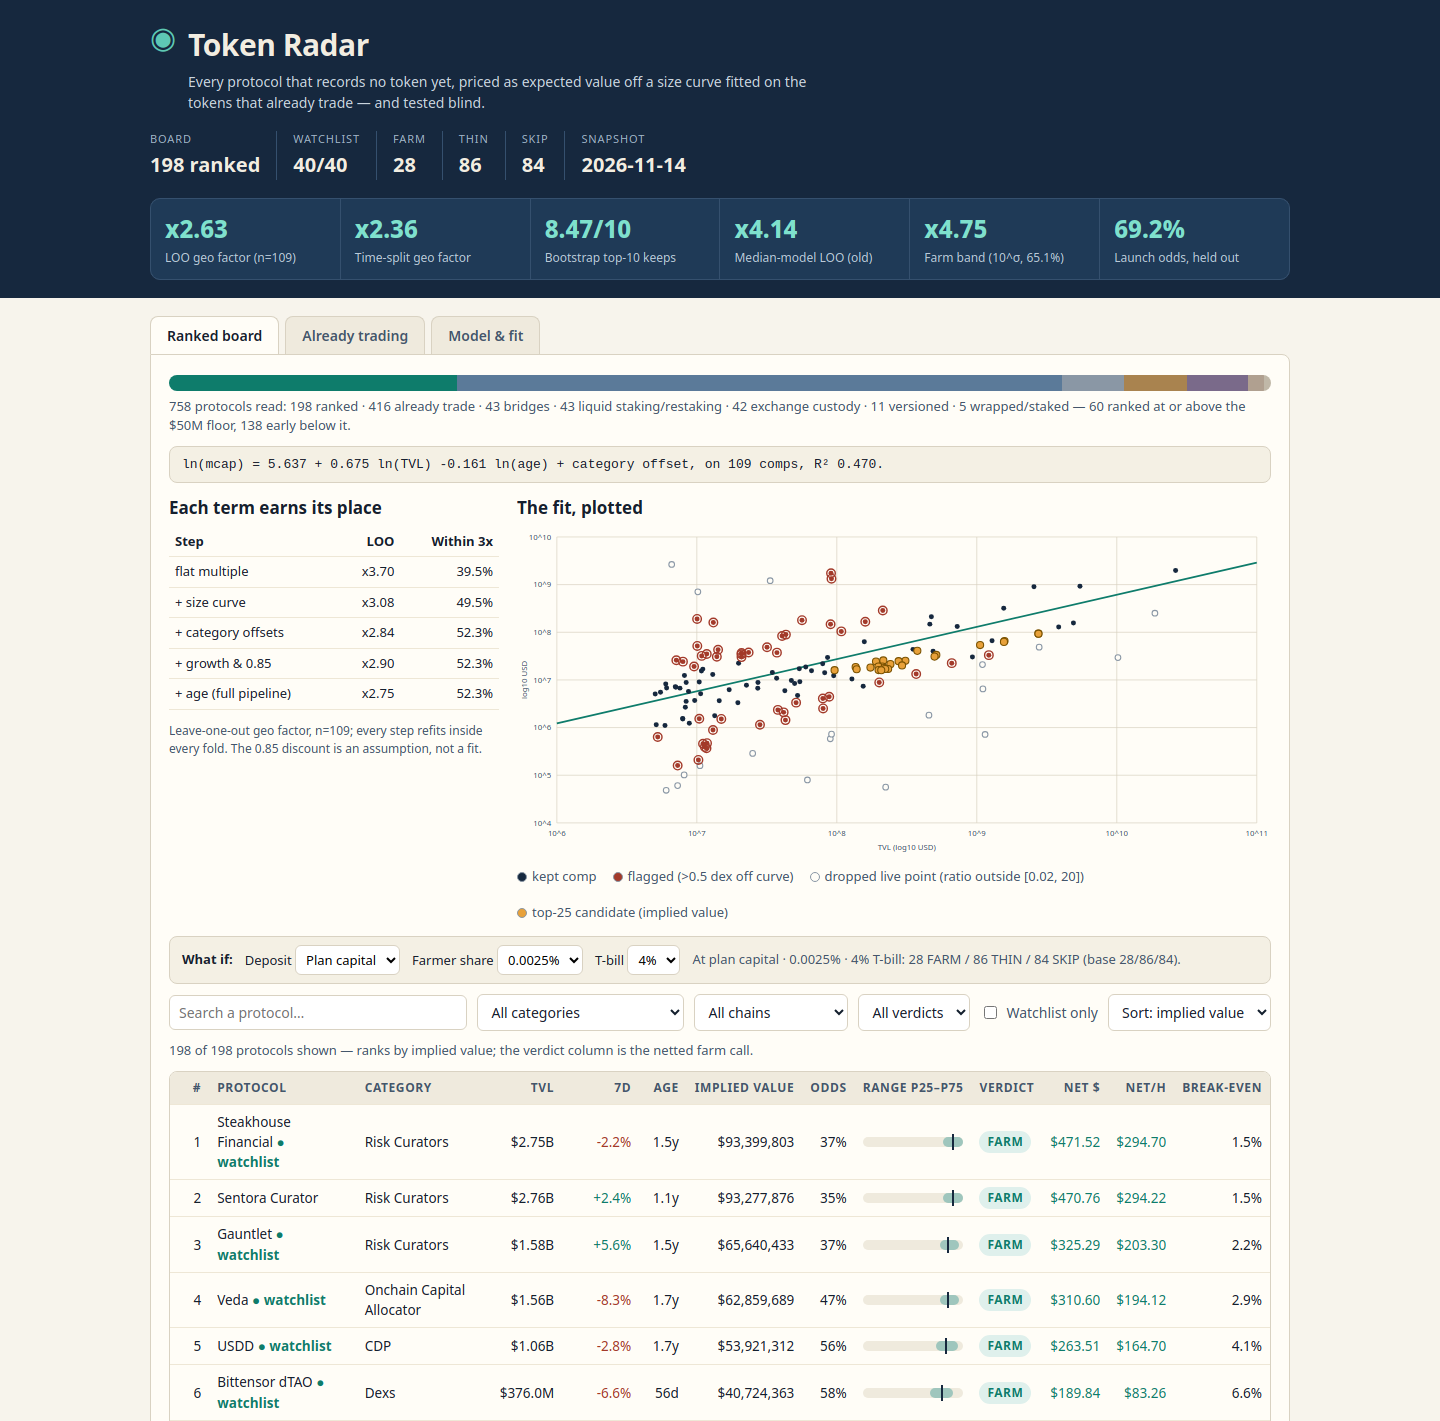 Token Radar
Every protocol that records no token yet, priced as expected value off a size curve fitted on the
tokens that already trade — and tested blind.
BOARD
198 ranked
WATCHLIST
40/40
FARM
28
THIN
86
SKIP
84
SNAPSHOT
2026-11-14
x2.63
LOO geo factor (n=109)
x2.36
Time-split geo factor
8.47/10
Bootstrap top-10 keeps
x4.14
Median-model LOO (old)
x4.75
Farm band (10^σ, 65.1%)
69.2%
Launch odds, held out
Ranked board
Already trading
Model & fit
758 protocols read: 198 ranked · 416 already trade · 43 bridges · 43 liquid staking/restaking · 42 exchange custody · 11 versioned · 5 wrapped/staked — 60 ranked at or above the
$50M floor, 138 early below it.
ln(mcap) = 5.637 + 0.675 ln(TVL) -0.161 ln(age) + category offset, on 109 comps, R² 0.470.
Each term earns its place
Step LOO Within 3x
flat multiple x3.70 39.5%
+ size curve x3.08 49.5%
+ category offsets x2.84 52.3%
+ growth & 0.85 x2.90 52.3%
+ age (full pipeline) x2.75 52.3%
Leave-one-out geo factor, n=109; every step refits inside
every fold. The 0.85 discount is an assumption, not a fit.
The fit, plotted
10^10
10^9
10^8
10^7
10^6
10^5
10^4
log10 USD
10^6 10^7 10^8 10^9 10^10 10^11
TVL (log10 USD)
kept comp
flagged (>0.5 dex off curve)
dropped live point (ratio outside [0.02, 20])
top-25 candidate (implied value)
What if: Deposit Plan capital Farmer share 0.0025% T-bill 4% At plan capital · 0.0025% · 4% T-bill: 28 FARM / 86 THIN / 84 SKIP (base 28/86/84).
Search a protocol... All categories All chains All verdicts Watchlist only Sort: implied value
198 of 198 protocols shown — ranks by implied value; the verdict column is the netted farm call.
# PROTOCOL CATEGORY TVL 7D AGE IMPLIED VALUE ODDS RANGE P25–P75 VERDICT NET $ NET/H BREAK-EVEN
1 Steakhouse Financial ● watchlist Risk Curators $2.75B -2.2% 1.5y $93,399,803 37% FARM $471.52 $294.70 1.5%
2 Sentora Curator Risk Curators $2.76B +2.4% 1.1y $93,277,876 35% FARM $470.76 $294.22 1.5%
3 Gauntlet ● watchlist Risk Curators $1.58B +5.6% 1.5y $65,640,433 37% FARM $325.29 $203.30 2.2%
4 Veda ● watchlist Onchain Capital Allocator $1.56B -8.3% 1.7y $62,859,689 47% FARM $310.60 $194.12 2.9%
5 USDD ● watchlist CDP $1.06B -2.8% 1.7y $53,921,312 56% FARM $263.51 $164.70 4.1%
6 Bittensor dTAO ● watchlist Dexs $376.0M -6.6% 56d $40,724,363 58% FARM $189.84 $83.26 6.6%